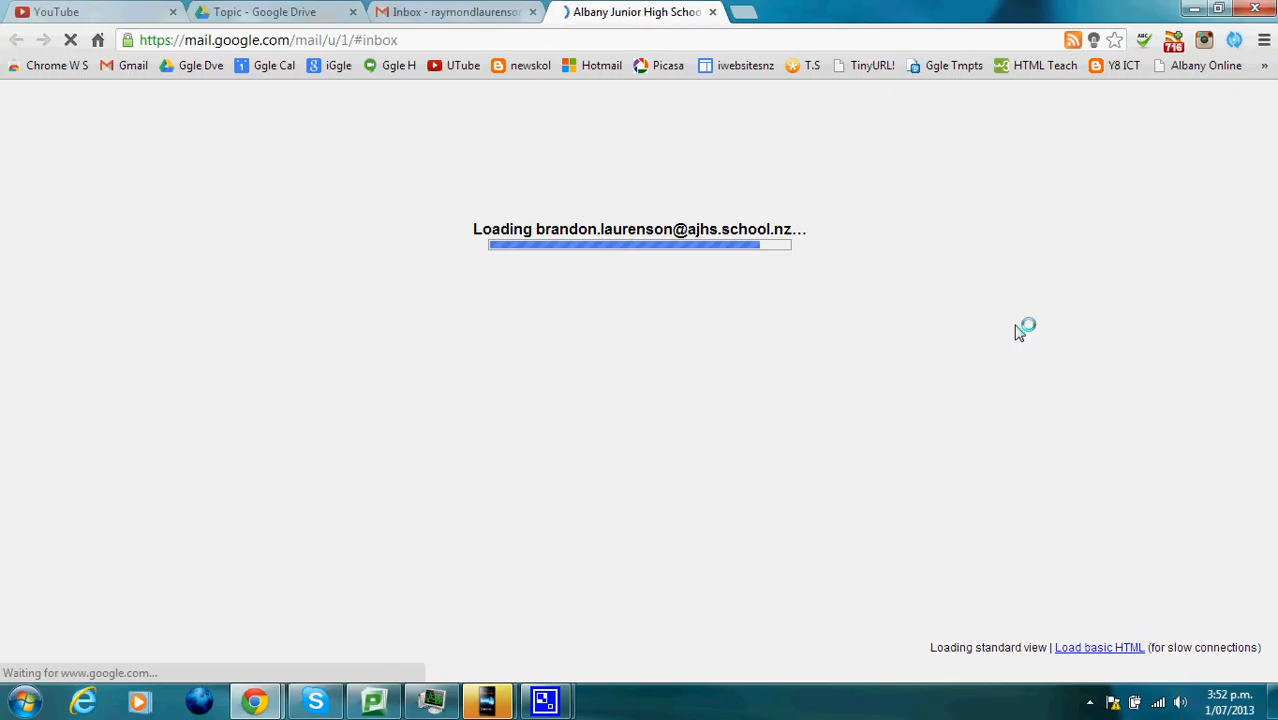 YouTube
Topic - Google Drive
Inbox - raymondlaurenson
Albany Junior High Schoo
https://mail.google.com/mail/u/1/#inbox
ABC
716
Chrome W S
Gmail
Ggle Dve
1 Ggle Cal
iGgle
Ggle H
UTube
newskol
Hotmail
Picasa
iwebsitesnz
T.S
TinyURL!
Ggle Tmpts
HTML Teach
Y8 ICT
Albany Online
»
Loading brandon.laurenson@ajhs.school.nz…
Loading standard view | Load basic HTML (for slow connections)
Waiting for www.google.com...
3:52 p.m.
1/07/2013